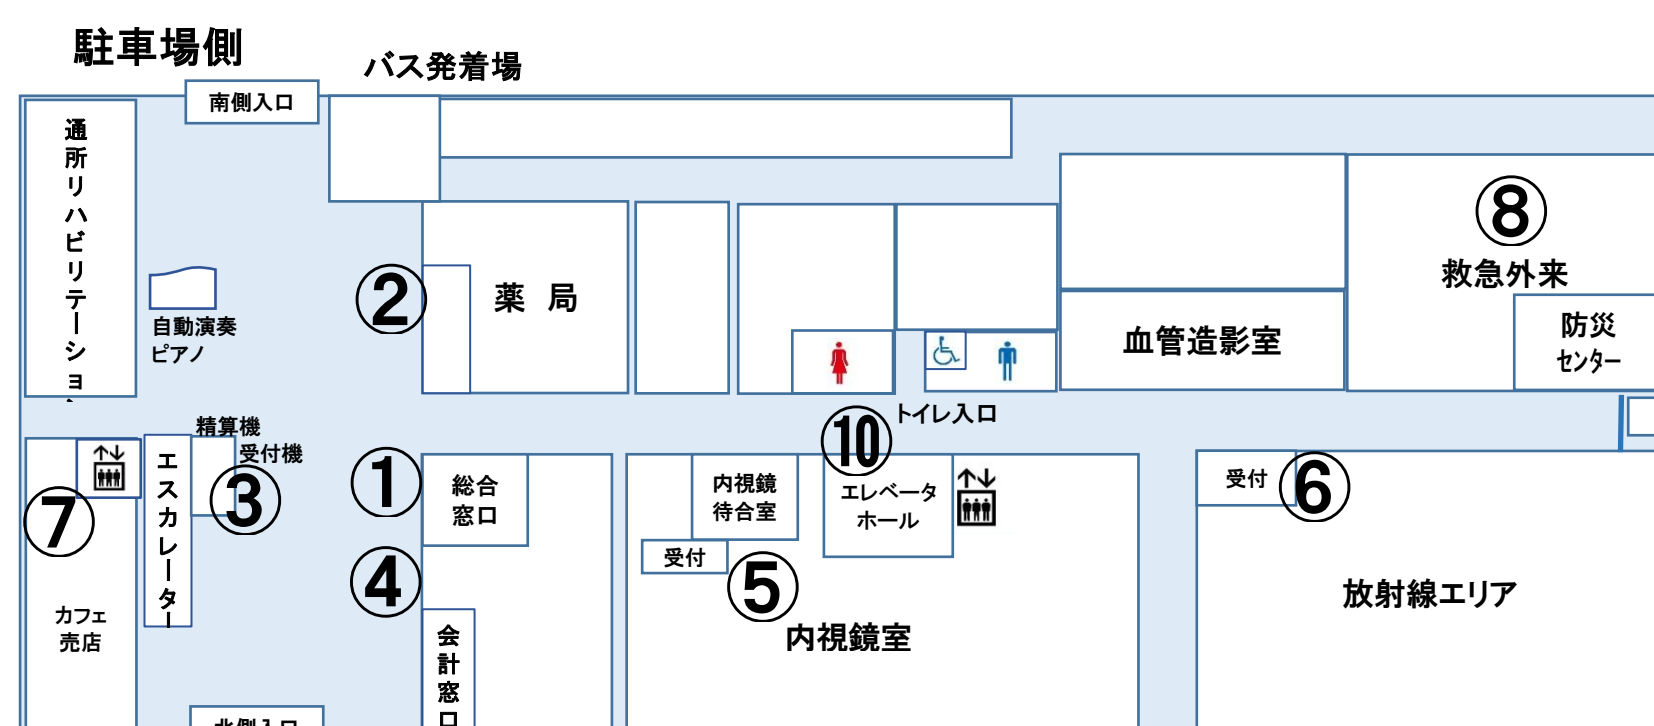 駐車場側
バス発着場
南側入口
通所リハビリテーショ
自動演奏
ピアノ
②
薬 局
⑧
救急外来
防災
センター
血管造影室
トイレ入口
⑩
精算機
受付機
③
エスカレーター
⑦
カフェ
売店
①
総合
窓口
④
会計窓口
内視鏡
待合室
受付
⑤
内視鏡室
エレベータ
ホール
受付
⑥
放射線エリア
北側入口